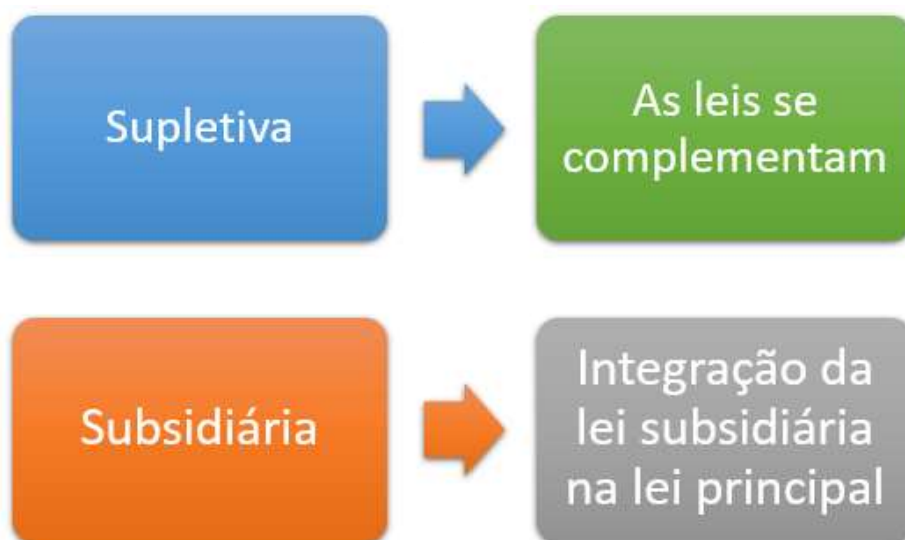 Supletiva
As leis se
complementam
Subsidiária
Integração da
lei subsidiária
na lei principal